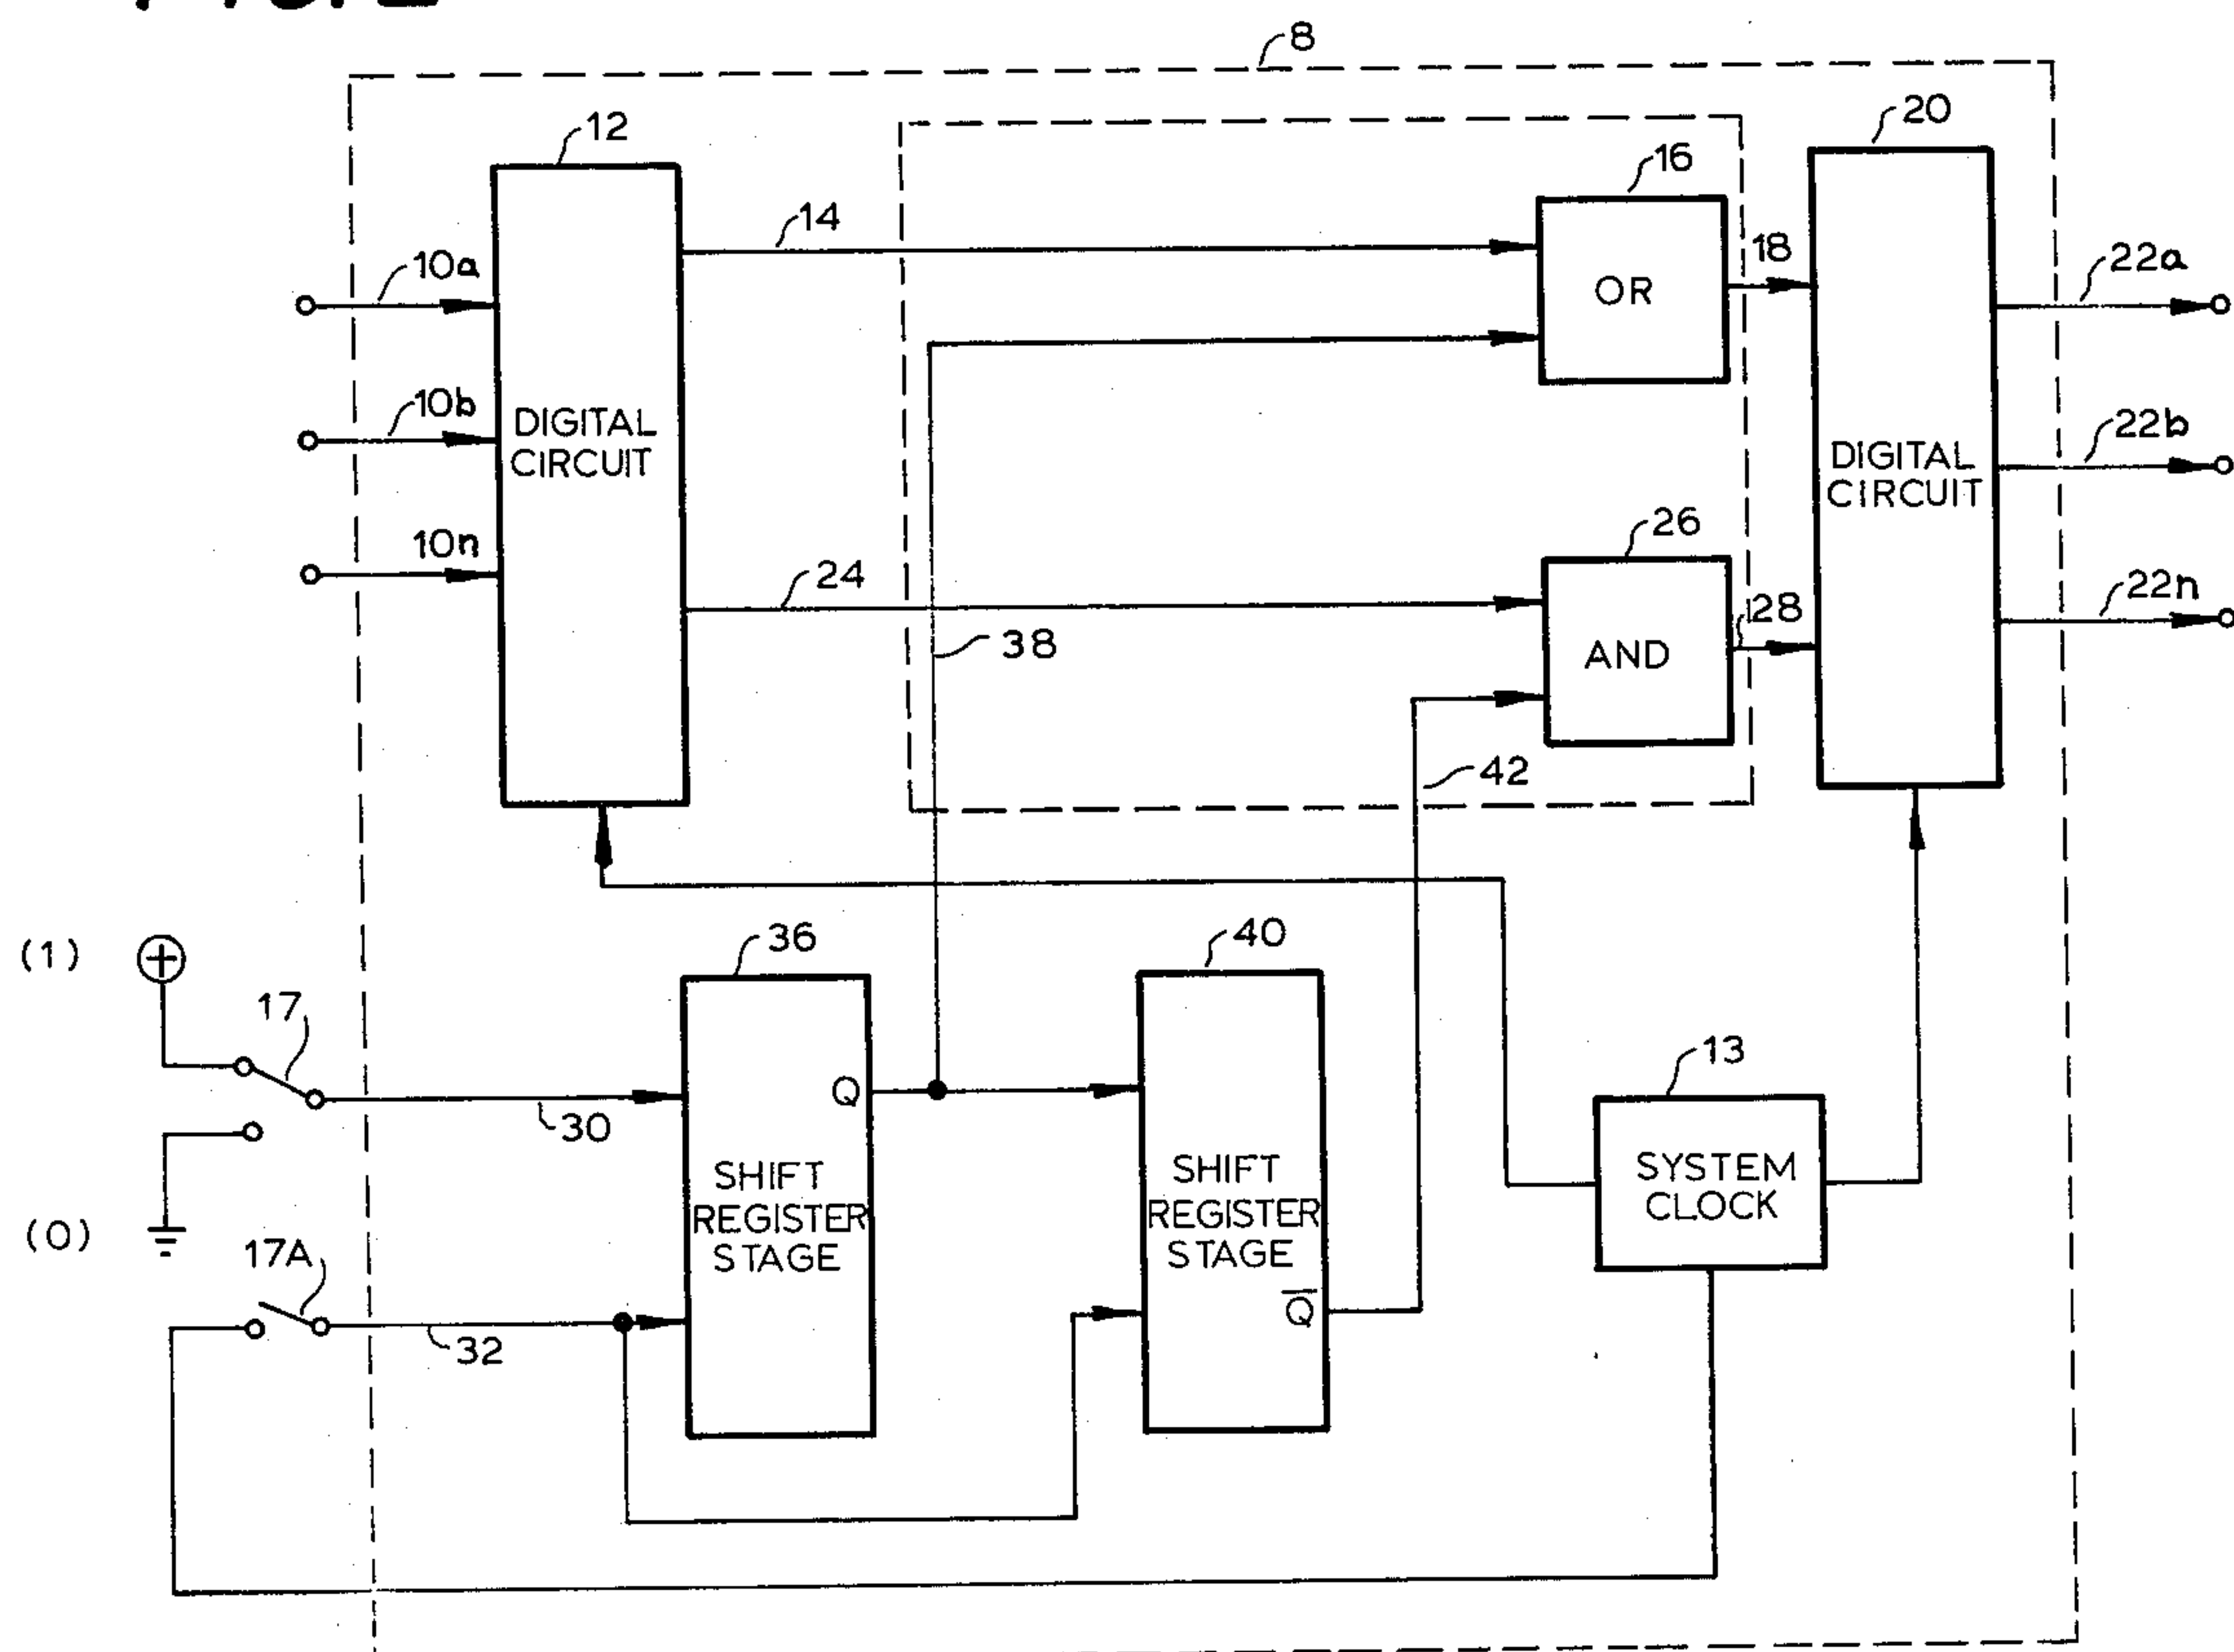 8
12
20
16
14
18
10a
22a
OR
10b
22b
DIGITAL
CIRCUIT
DIGITAL
CIRCUIT
10n
26
24
22n
28
38
AND
42
36
40
(1)
17
13
Q
30
SHIFT
REGISTER
STAGE
SHIFT
REGISTER
STAGE
SYSTEM
CLOCK
(0)
17A
Q̅
32